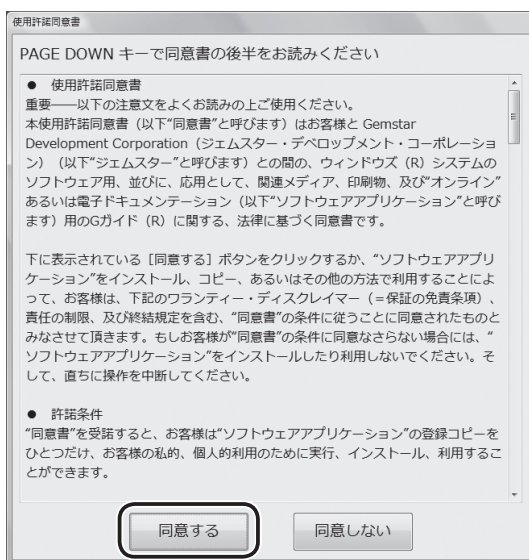 使用許諾同意書
PAGE DOWN キーで同意書の後半をお読みください
● 使用許諾同意書
重要――以下の注意文をよくお読みの上ご使用ください。
本使用許諾同意書（以下“同意書”と呼びます）はお客様と Gemstar
Development Corporation（ジェムスター・デベロップメント・コーポレーショ
ン）（以下“ジェムスター”と呼びます）との間の、ウィンドウズ（R）システムの
ソフトウェア用、並びに、応用として、関連メディア、印刷物、及び“オンライン”
あるいは電子ドキュメンテーション（以下“ソフトウェアアプリケーション”と呼び
ます）用のGガイド（R）に関する、法律に基づく同意書です。
下に表示されている［同意する］ボタンをクリックするか、“ソフトウェアアプリ
ケーション”をインストール、コピー、あるいはその他の方法で利用することによ
って、お客様は、下記のワランティー・ディスクレイマー（＝保証の免責条項）、
責任の制限、及び終結規定を含む、“同意書”の条件に従うことに同意されたものと
みなさせて頂きます。もしお客様が“同意書”の条件に同意なさらない場合には、“
ソフトウェアアプリケーション”をインストールしたり利用しないでください。そ
して、直ちに操作を中断してください。
● 許諾条件
“同意書”を受諾すると、お客様は“ソフトウェアアプリケーション”の登録コピーを
ひとつだけ、お客様の私的、個人的利用のために実行、インストール、利用するこ
とができます。
同意する
同意しない